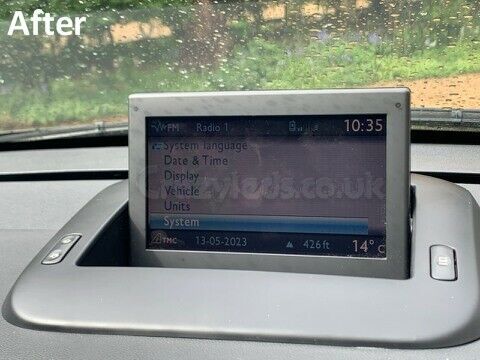 After
FM Radio 1 10:35
System language
Date & Time
Display
Vehicle
Units
System
TMC 13-05-2023 426ft 14° C